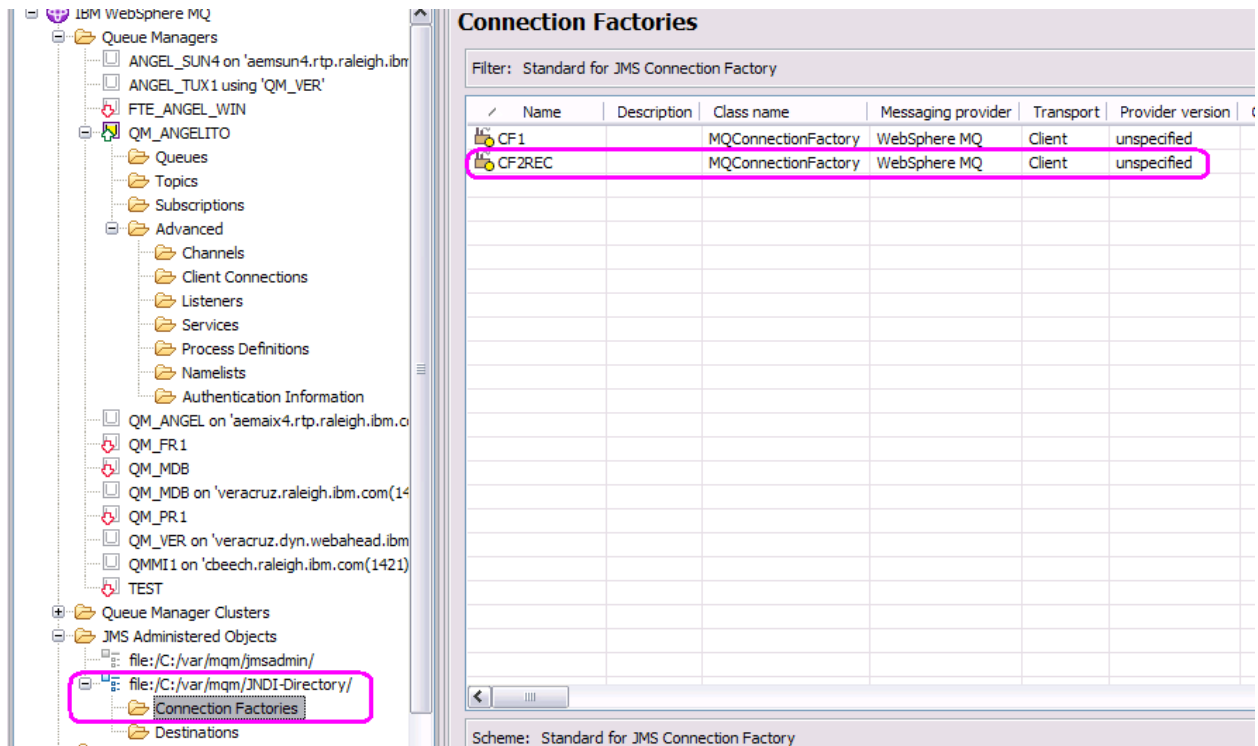 IBM WebSphere MQ
Queue Managers
ANGEL_SUN4 on 'aemsun4.rtp.raleigh.ibm
ANGEL_TUX1 using 'QM_VER'
FTE_ANGEL_WIN
QM_ANGELITO
Queues
Topics
Subscriptions
Advanced
Channels
Client Connections
Listeners
Services
Process Definitions
Namelists
Authentication Information
QM_ANGEL on 'aemaix4.rtp.raleigh.ibm.c
QM_FR1
QM_MDB
QM_MDB on 'veracruz.raleigh.ibm.com(14
QM_PR1
QM_VER on 'veracruz.dyn.webahead.ibm
QMMI1 on 'cbeech.raleigh.ibm.com(1421)
TEST
Queue Manager Clusters
JMS Administered Objects
file:/C:/var/mqm/jmsadmin/
file:/C:/var/mqm/JNDI-Directory/
Connection Factories
Destinations
Connection Factories
Filter: Standard for JMS Connection Factory
Name Description Class name Messaging provider Transport Provider version
CF1 MQConnectionFactory WebSphere MQ Client unspecified
CF2REC MQConnectionFactory WebSphere MQ Client unspecified
Scheme: Standard for JMS Connection Factory